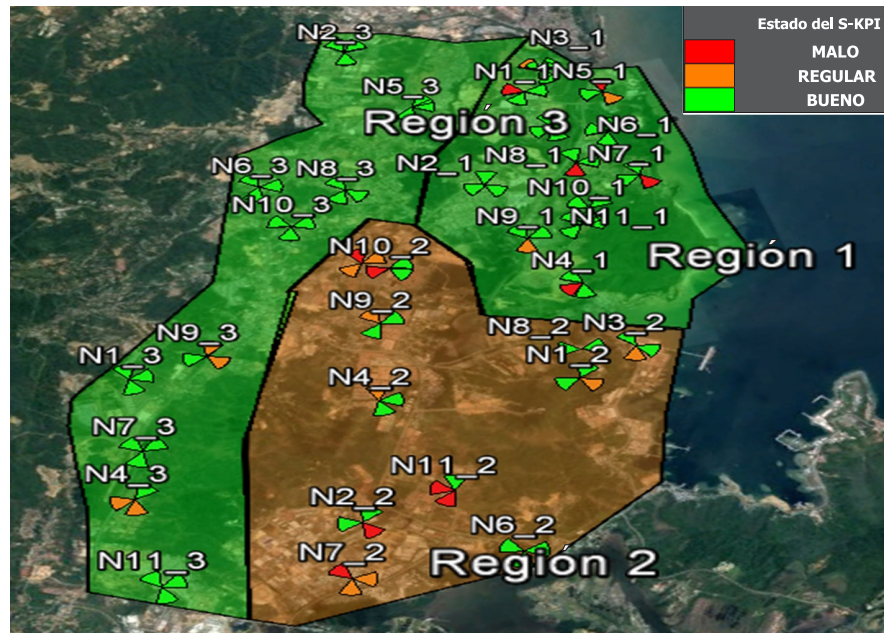 Estado del S-KPI
MALO
REGULAR
BUENO
N2_3
N3_1
N1_1
N5_1
N5_3
Región 3
N6_1
N6_3
N8_3
N2_1
N8_1
N7_1
N10_3
N10_1
N9_1
N11_1
N10_2
Región 1
N4_1
N9_2
N8_2
N3_2
N9_3
N1_3
N1_2
N4_2
N7_3
N4_3
N11_2
N2_2
N6_2
N7_2
Región 2
N11_3